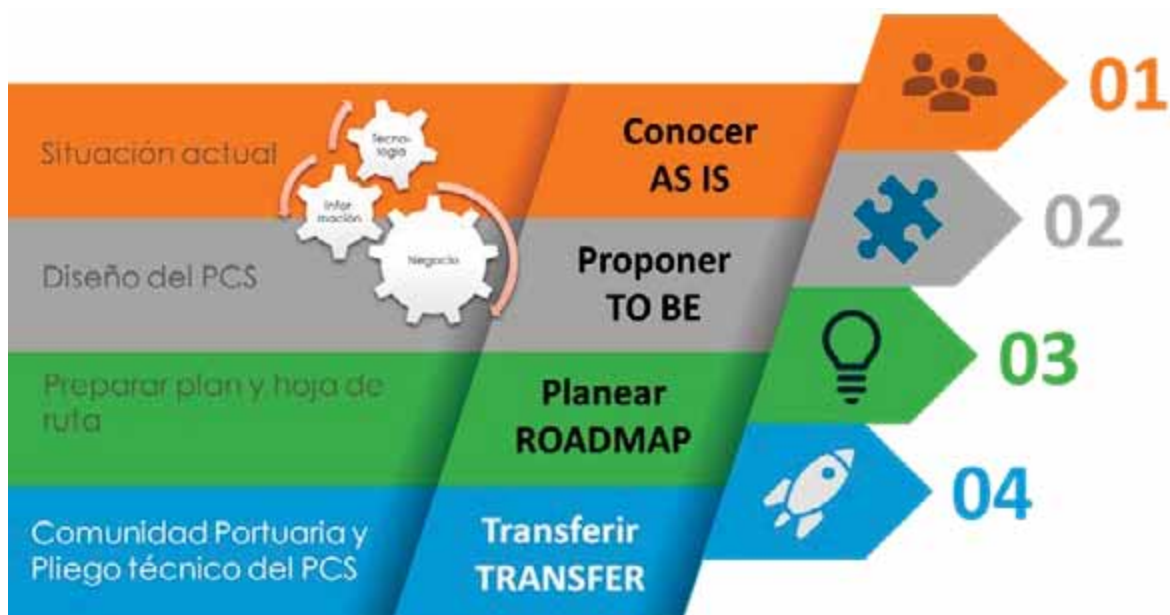 Situación actual
Tecno-
logía
Infor-
mación
Negocio
Conocer
AS IS
01
Diseño del PCS
Proponer
TO BE
02
Preparar plan y hoja de
ruta
Planear
ROADMAP
03
Comunidad Portuaria y
Pliego técnico del PCS
Transferir
TRANSFER
04